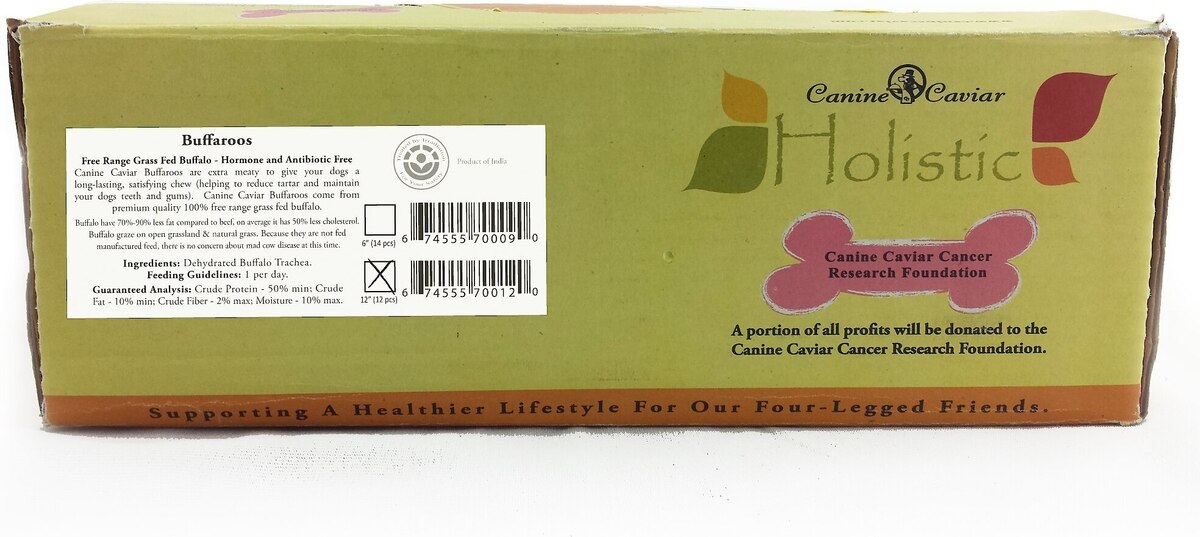 Buffaroos
Free Range Grass Fed Buffalo - Hormone and Antibiotic Free
Canine Caviar Buffaroos are extra meaty to give your dogs a
long-lasting, satisfying chew (helping to reduce tartar and maintain
your dogs teeth and gums). Canine Caviar Buffaroos come from
premium quality 100% free range grass fed buffalo.
Buffalo have 70%-90% less fat compared to beef, on average it has 50% less cholesterol.
Buffalo graze on open grassland & natural grass. Because they are not fed
manufactured feed, there is no concern about mad cow disease at this time.
Ingredients: Dehydrated Buffalo Trachea.
Feeding Guidelines: 1 per day.
Guaranteed Analysis: Crude Protein - 50% min; Crude
Fat - 10% min; Crude Fiber - 2% max; Moisture - 10% max.
Product of India
6" (14 pcs)
6 74555 70009 0
12" (12 pcs)
6 74555 70012 0
Canine Caviar
Holistic
Canine Caviar Cancer
Research Foundation
A portion of all profits will be donated to the
Canine Caviar Cancer Research Foundation.
Supporting A Healthier Lifestyle For Our Four-Legged Friends.